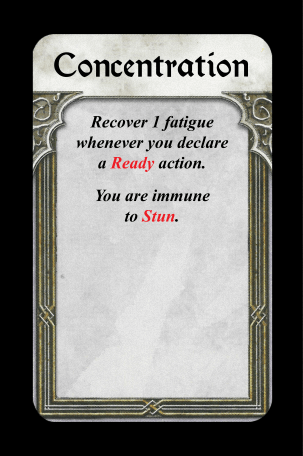 Concentration
Recover 1 fatigue
whenever you declare
a Ready action.
You are immune
to Stun.